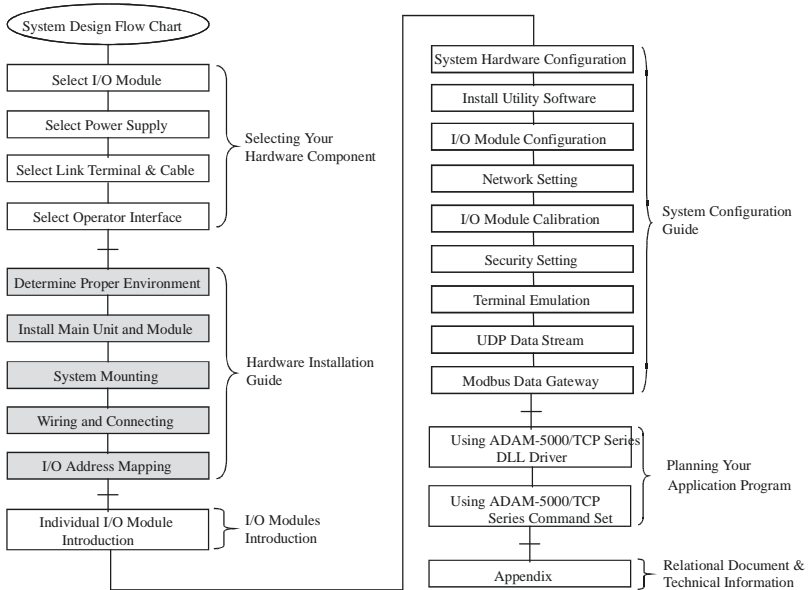 System Design Flow Chart
Select I/O Module
Select Power Supply
Select Link Terminal & Cable
Select Operator Interface
Selecting Your
Hardware Component
Determine Proper Environment
Install Main Unit and Module
System Mounting
Wiring and Connecting
I/O Address Mapping
Hardware Installation
Guide
Individual I/O Module
Introduction
I/O Modules
Introduction
System Hardware Configuration
Install Utility Software
I/O Module Configuration
Network Setting
I/O Module Calibration
Security Setting
Terminal Emulation
UDP Data Stream
Modbus Data Gateway
System Configuration
Guide
Using ADAM-5000/TCP Series
DLL Driver
Using ADAM-5000/TCP
Series Command Set
Planning Your
Application Program
Appendix
Relational Document &
Technical Information